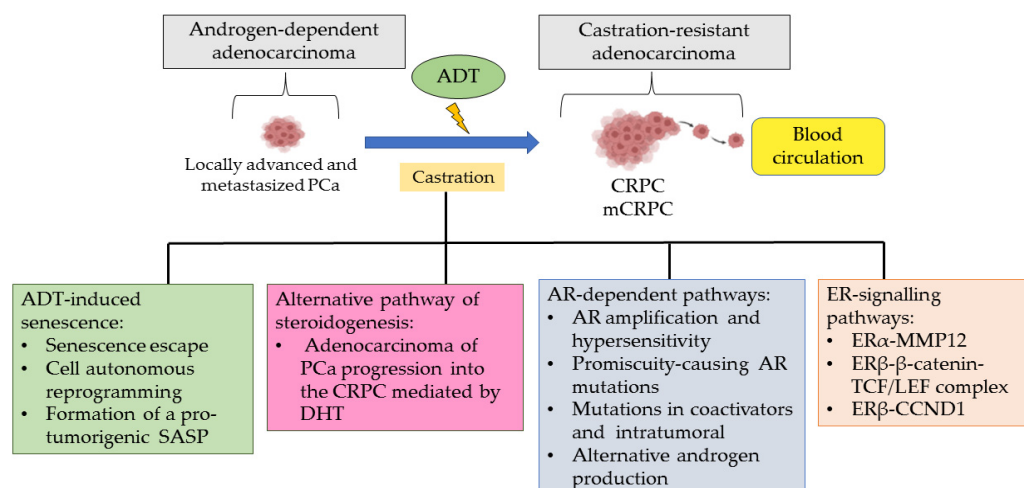 Androgen-dependent
adenocarcinoma
Castration-resistant
adenocarcinoma
ADT
Locally advanced and
metastasized PCa
Castration
CRPC
mCRPC
Blood
circulation
ADT-induced
senescence:
• Senescence escape
• Cell autonomous
reprogramming
• Formation of a pro-
tumorigenic SASP
Alternative pathway of
steroidogenesis:
• Adenocarcinoma of
PCa progression into
the CRPC mediated by
DHT
AR-dependent pathways:
• AR amplification and
hypersensitivity
• Promiscuity-causing AR
mutations
• Mutations in coactivators
and intratumoral
• Alternative androgen
production
ER-signalling
pathways:
• ERα-MMP12
• ERβ-β-catenin-
TCF/LEF complex
• ERβ-CCND1